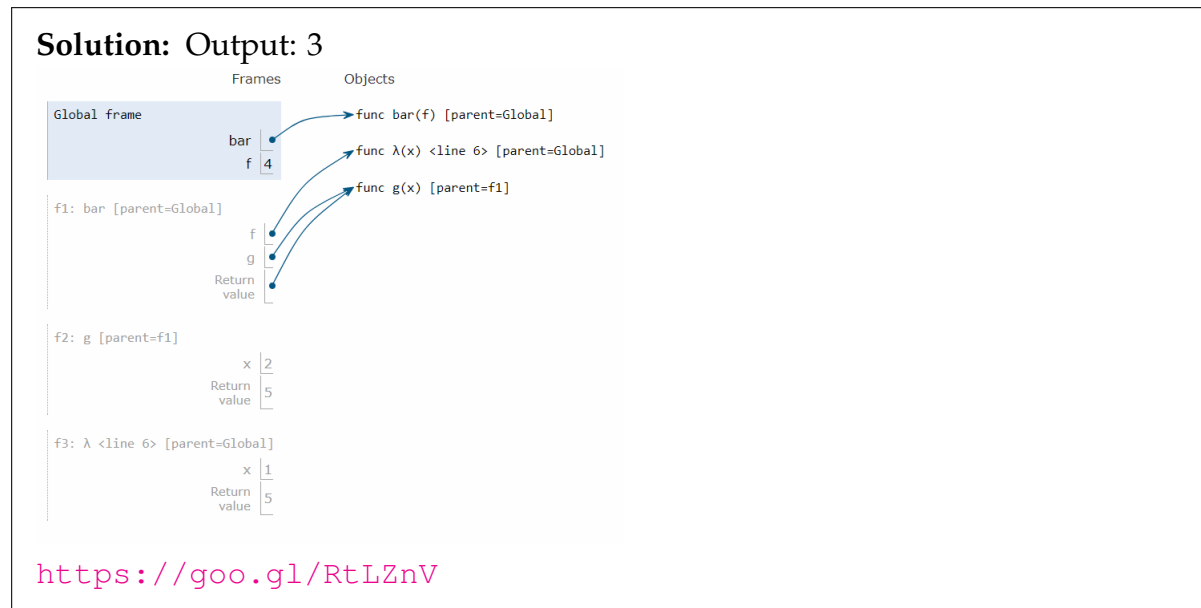 Solution: Output: 3
Frames Objects
Global frame
func bar(f) [parent=Global]
bar
func λ(x) <line 6> [parent=Global]
f 4
func g(x) [parent=f1]
f1: bar [parent=Global]
f
g
Return
value
f2: g [parent=f1]
x 2
Return
value 5
f3: λ <line 6> [parent=Global]
x 1
Return
value 5
https://goo.gl/RtLZnV